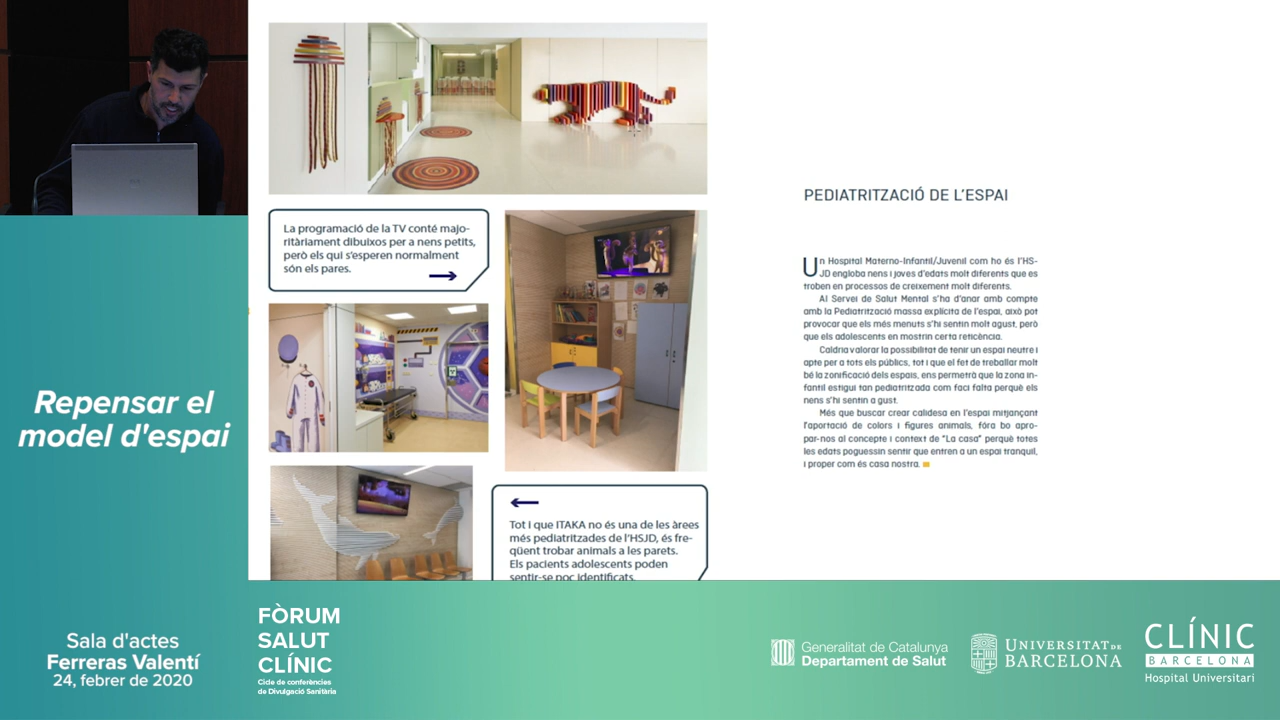 La programació de la TV conté majo-
ritàriament dibuixos per a nens petits,
però els qui s'esperen normalment
són els pares.
Tot i que ITAKA no és una de les àrees
més pediatritzades de l'HSJD, és fre-
qüent trobar animals a les parets.
Els pacients adolescents poden
sentir-se poc identificats.
PEDIATRITZACIÓ DE L'ESPAI
Un Hospital Materno-Infantil/Juvenil com ho és l'HS-
JD engloba nens i joves d'edats molt diferents que es
troben en processos de creixement molt diferents.
Al Servei de Salut Mental s'ha d'anar amb compte
amb la Pediatrització massa explícita de l'espai, això pot
provocar que els més menuts s'hi sentin molt agust, però
que els adolescents en mostrin certa reticència.
Caldria valorar la possibilitat de tenir un espai neutre i
apte per a tots els públics, tot i que el fet de treballar molt
bé la zonificació dels espais, ens permetrà que la zona in-
fantil estigui tan pediatritzada com faci falta perquè els
nens s'hi sentin a gust.
Més que buscar crear calidesa en l'espai mitjançant
l'aportació de colors i figures animals, fóra bo apro-
par-nos al concepte i context de "La casa" perquè totes
les edats poguessin sentir que entren a un espai tranquil,
i proper com és casa nostra.
Repensar el
model d'espai
Sala d'actes
Ferreras Valentí
24, febrer de 2020
FÒRUM
SALUT
CLÍNIC
Cicle de conferències
de Divulgació Sanitària
Generalitat de Catalunya
Departament de Salut
UNIVERSITAT DE
BARCELONA
CLÍNIC
BARCELONA
Hospital Universitari